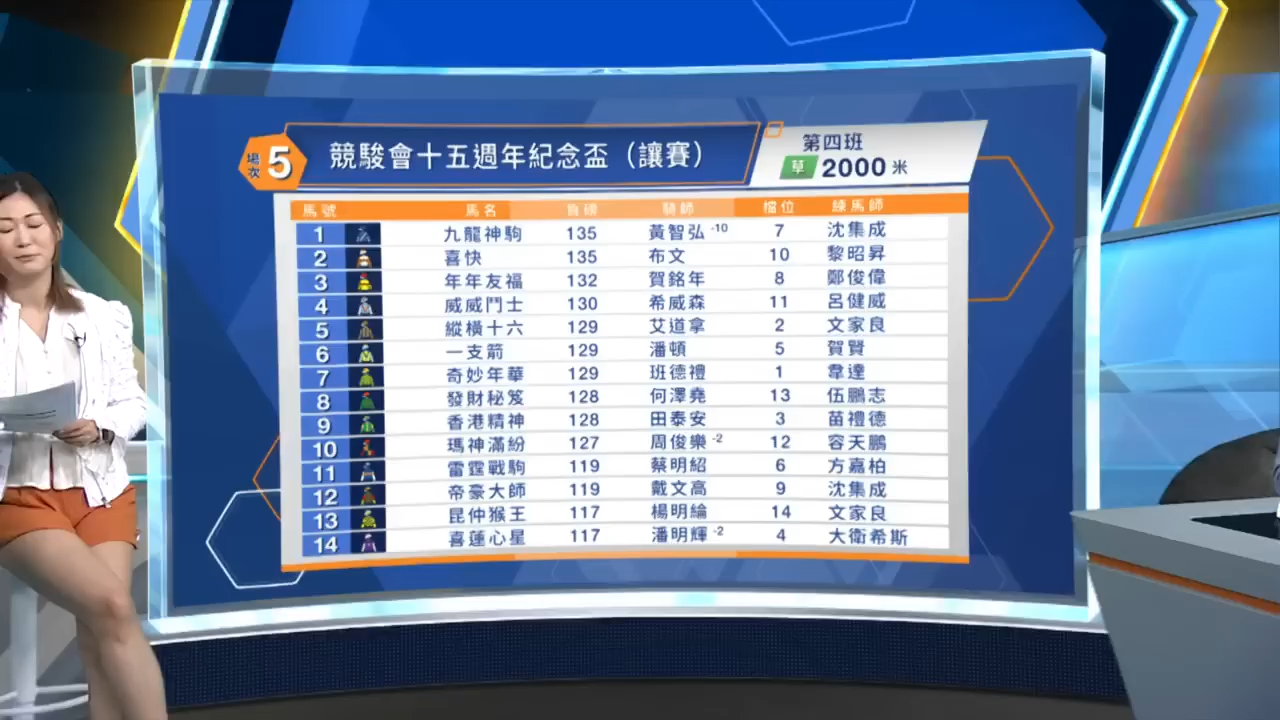 場次 5 競駿會十五週年紀念盃（讓賽） 第四班
草 2000 米
馬號 馬名 負磅 騎師 檔位 練馬師
1 九龍神駒 135 黃智弘 -10 7 沈集成
2 喜快 135 布文 10 黎昭昇
3 年年友福 132 賀銘年 8 鄭俊偉
4 威威鬥士 130 希威森 11 呂健威
5 縱橫十六 129 艾道拿 2 文家良
6 一支箭 129 潘頓 5 賀賢
7 奇妙年華 129 班德禮 1 韋達
8 發財秘笈 128 何澤堯 13 伍鵬志
9 香港精神 128 田泰安 3 苗禮德
10 瑪神滿紛 127 周俊樂 -2 12 容天鵬
11 雷霆戰駒 119 蔡明紹 6 方嘉柏
12 帝豪大師 119 戴文高 9 沈集成
13 昆仲猴王 117 楊明綸 14 文家良
14 喜蓮心星 117 潘明輝 -2 4 大衛希斯